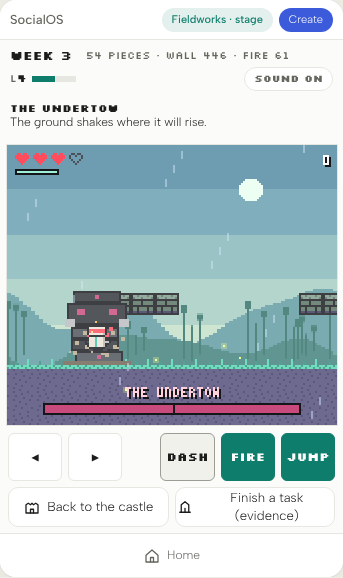 SocialOS
Fieldworks · stage
Create
WEEK 3
54 PIECES · WALL 446 · FIRE 61
L4
SOUND ON
THE UNDERTOW
The ground shakes where it will rise.
0
THE UNDERTOW
◄
►
DASH
FIRE
JUMP
Back to the castle
Finish a task
(evidence)
Home